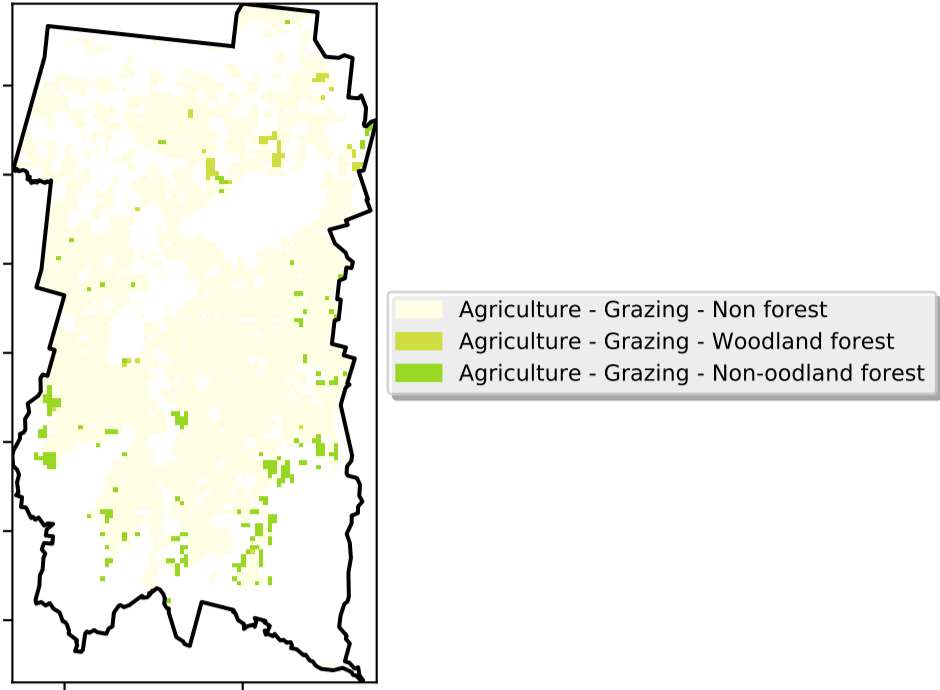 Agriculture - Grazing - Non forest
Agriculture - Grazing - Woodland forest
Agriculture - Grazing - Non-oodland forest